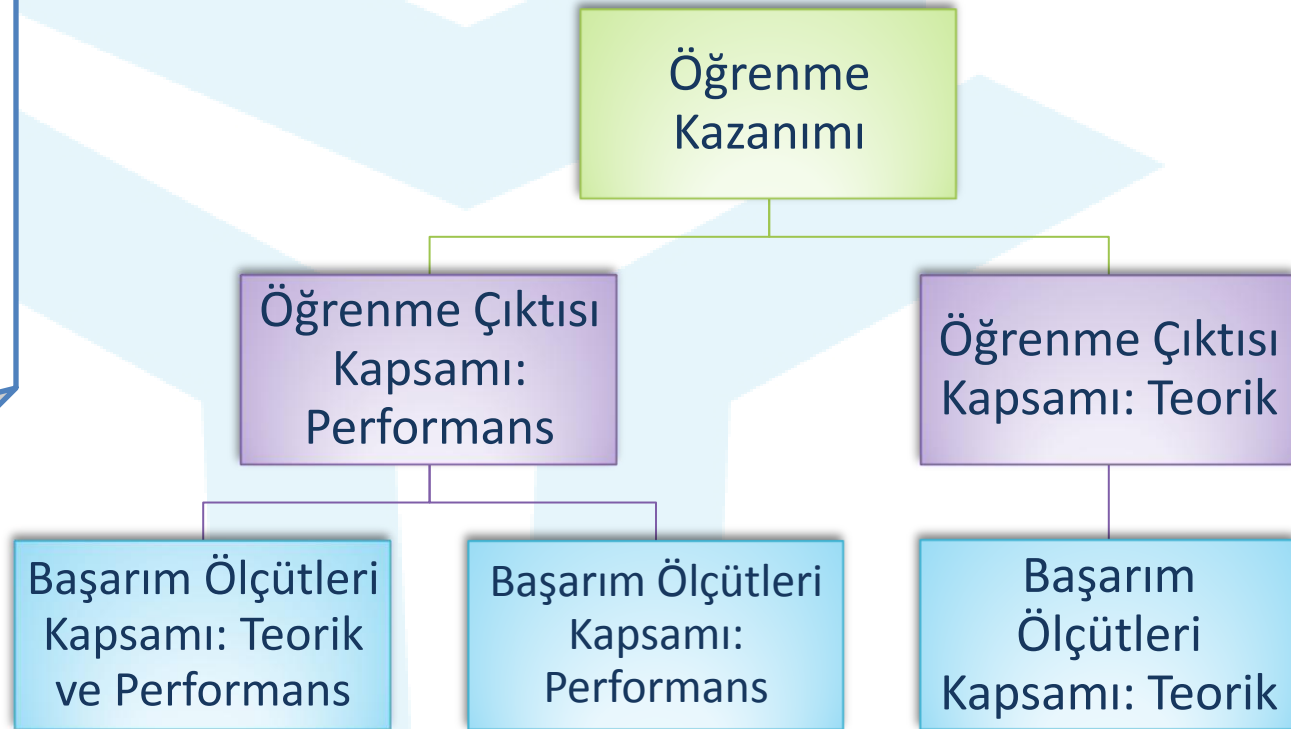 Öğrenme
Kazanımı
Öğrenme Çıktısı
Kapsamı:
Performans
Öğrenme Çıktısı
Kapsamı: Teorik
Başarım Ölçütleri
Kapsamı: Teorik
ve Performans
Başarım Ölçütleri
Kapsamı:
Performans
Başarım
Ölçütleri
Kapsamı: Teorik